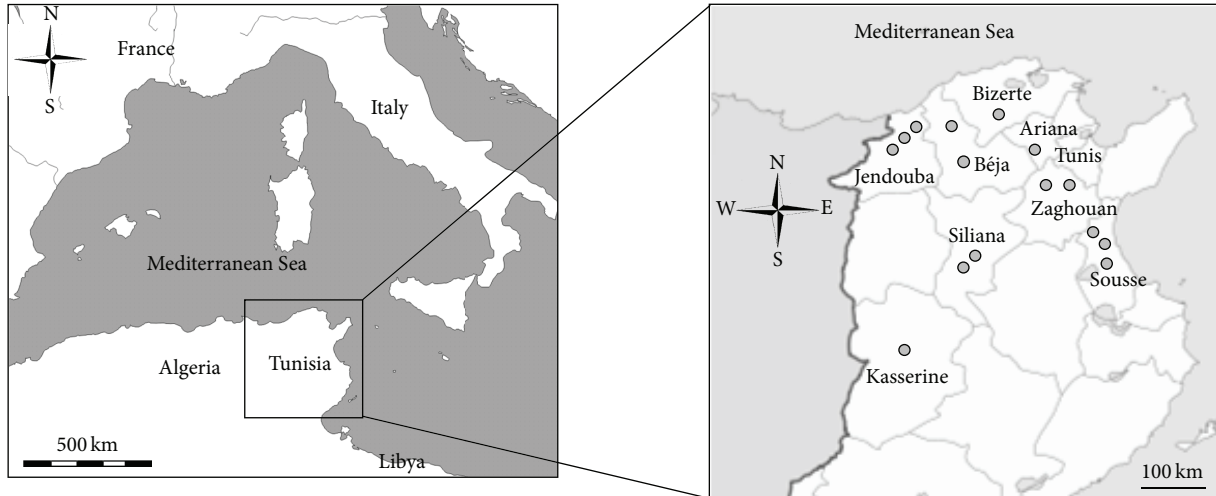 N
S
France
Italy
Mediterranean Sea
Algeria
Tunisia
500 km
Libya
Mediterranean Sea
Bizerte
Ariana
Tunis
Béja
Jendouba
N
W
E
S
Zaghouan
Siliana
Sousse
Kasserine
100 km